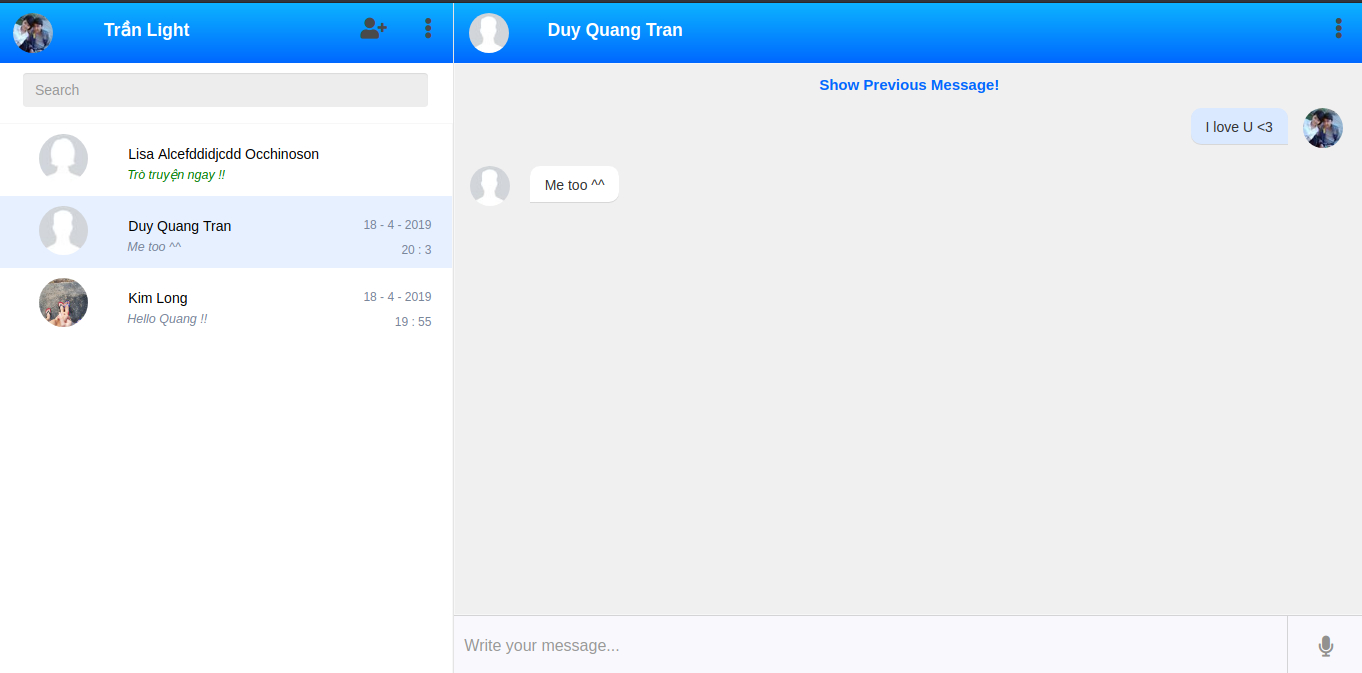 Trần Light
Search
Lisa Alcefddidjcdd Occhinoson
Trò truyện ngay !!
Duy Quang Tran
18 - 4 - 2019
Me too ^^
20 : 3
Kim Long
18 - 4 - 2019
Hello Quang !!
19 : 55
Duy Quang Tran
Show Previous Message!
I love U <3
Me too ^^
Write your message...